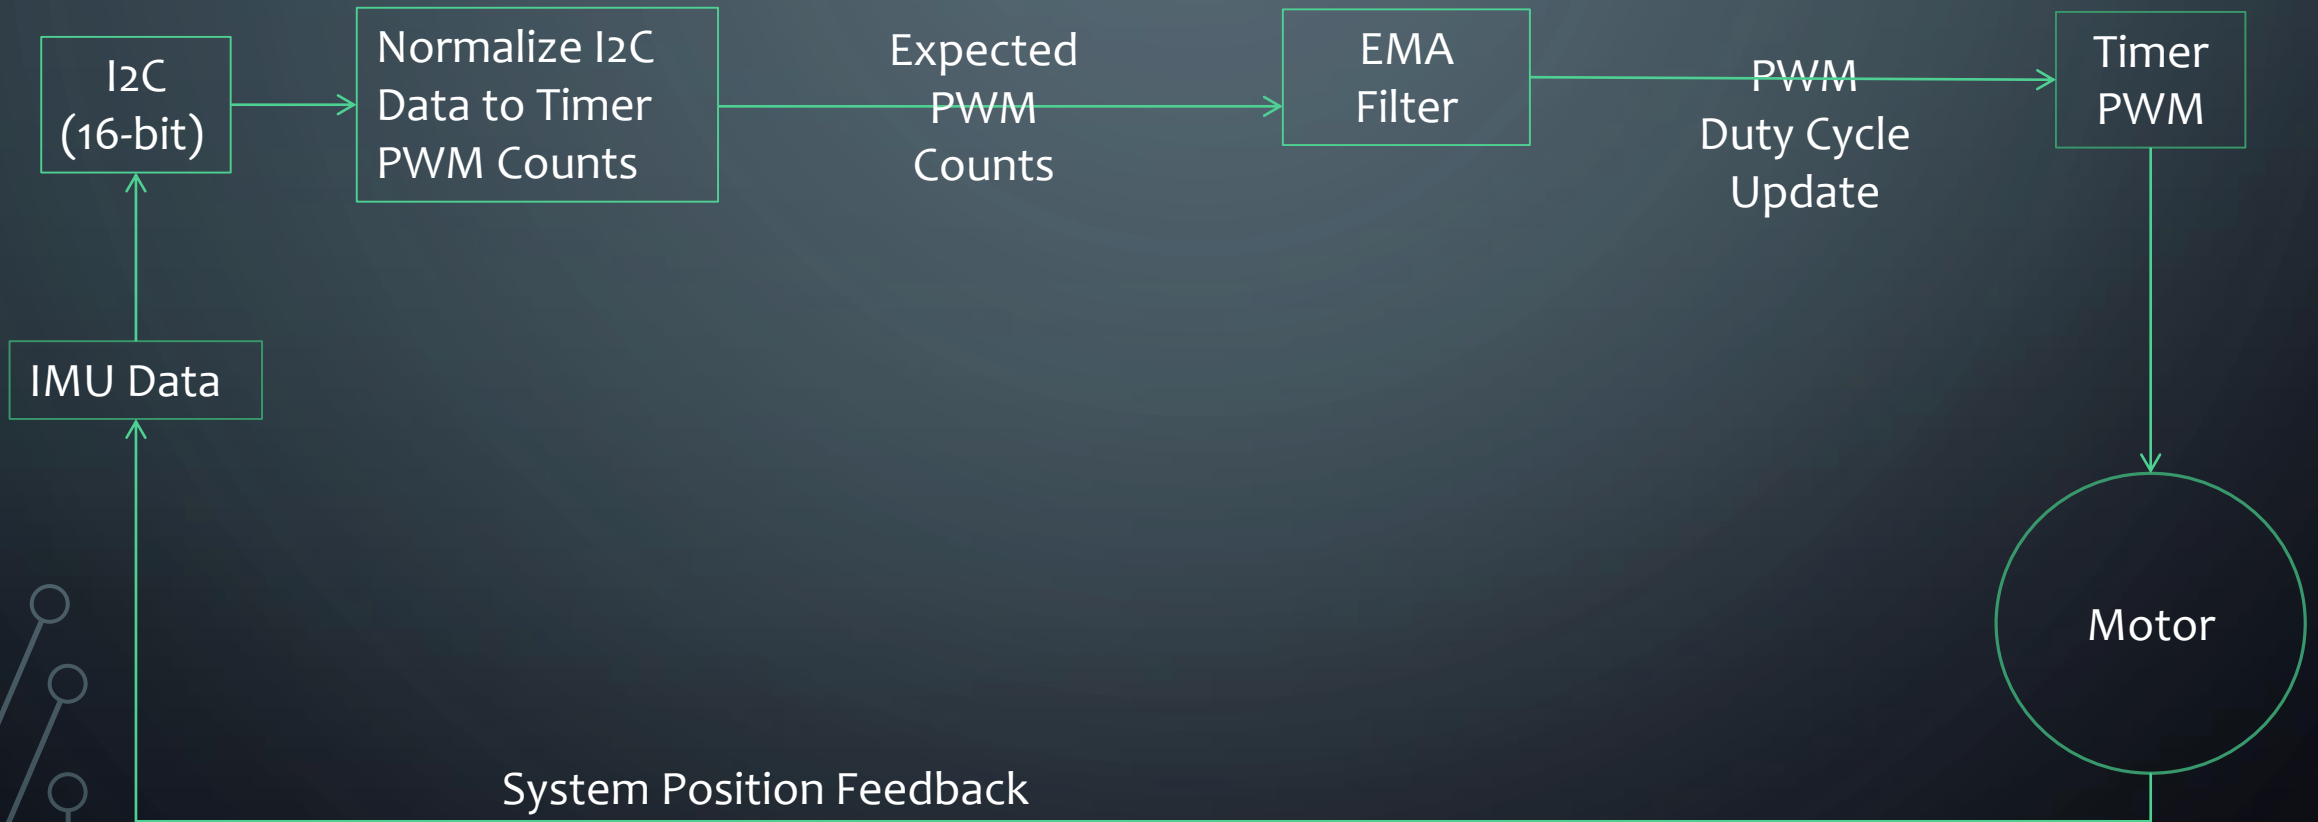 I2C
(16-bit)
Normalize I2C
Data to Timer
PWM Counts
Expected
PWM
Counts
EMA
Filter
PWM
Duty Cycle
Update
Timer
PWM
IMU Data
Motor
System Position Feedback